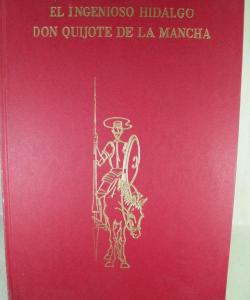 EL INGENIOSO HIDALGO
DON QUIJOTE DE LA MANCHA